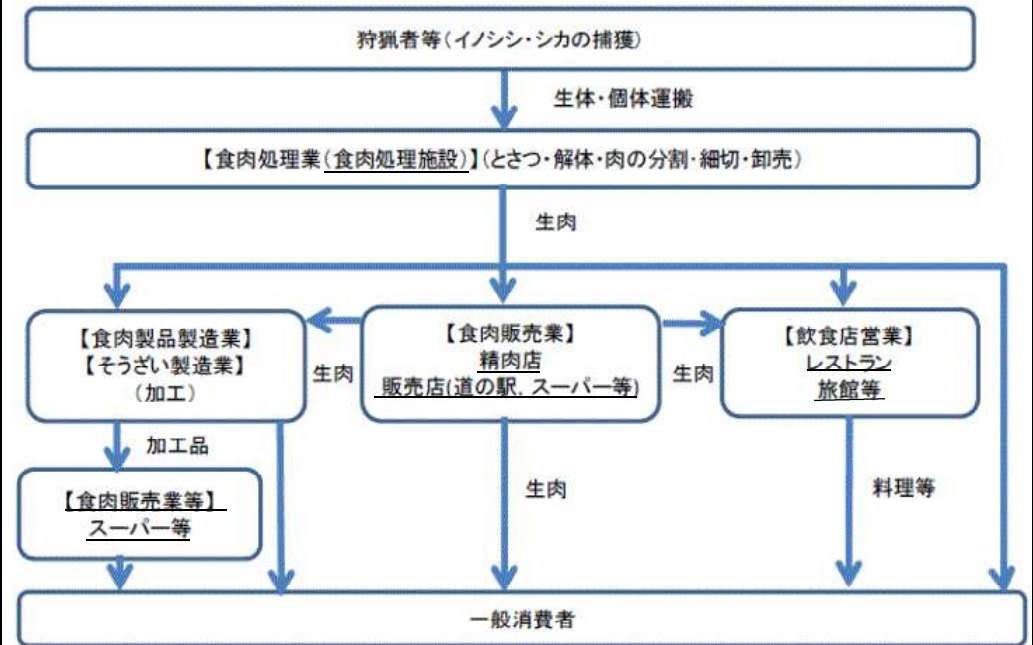 狩猟者等(イノシシ・シカの捕獲)
生体・個体運搬
【食肉処理業(食肉処理施設)】(とさつ・解体・肉の分割・細切・卸売)
生肉
【食肉製品製造業】
【そうざい製造業】
(加工)
生肉
【食肉販売業】
精肉店
販売店(道の駅,スーパー等)
生肉
【飲食店営業】
レストラン
旅館等
加工品
【食肉販売業等】
スーパー等
生肉
料理等
一般消費者